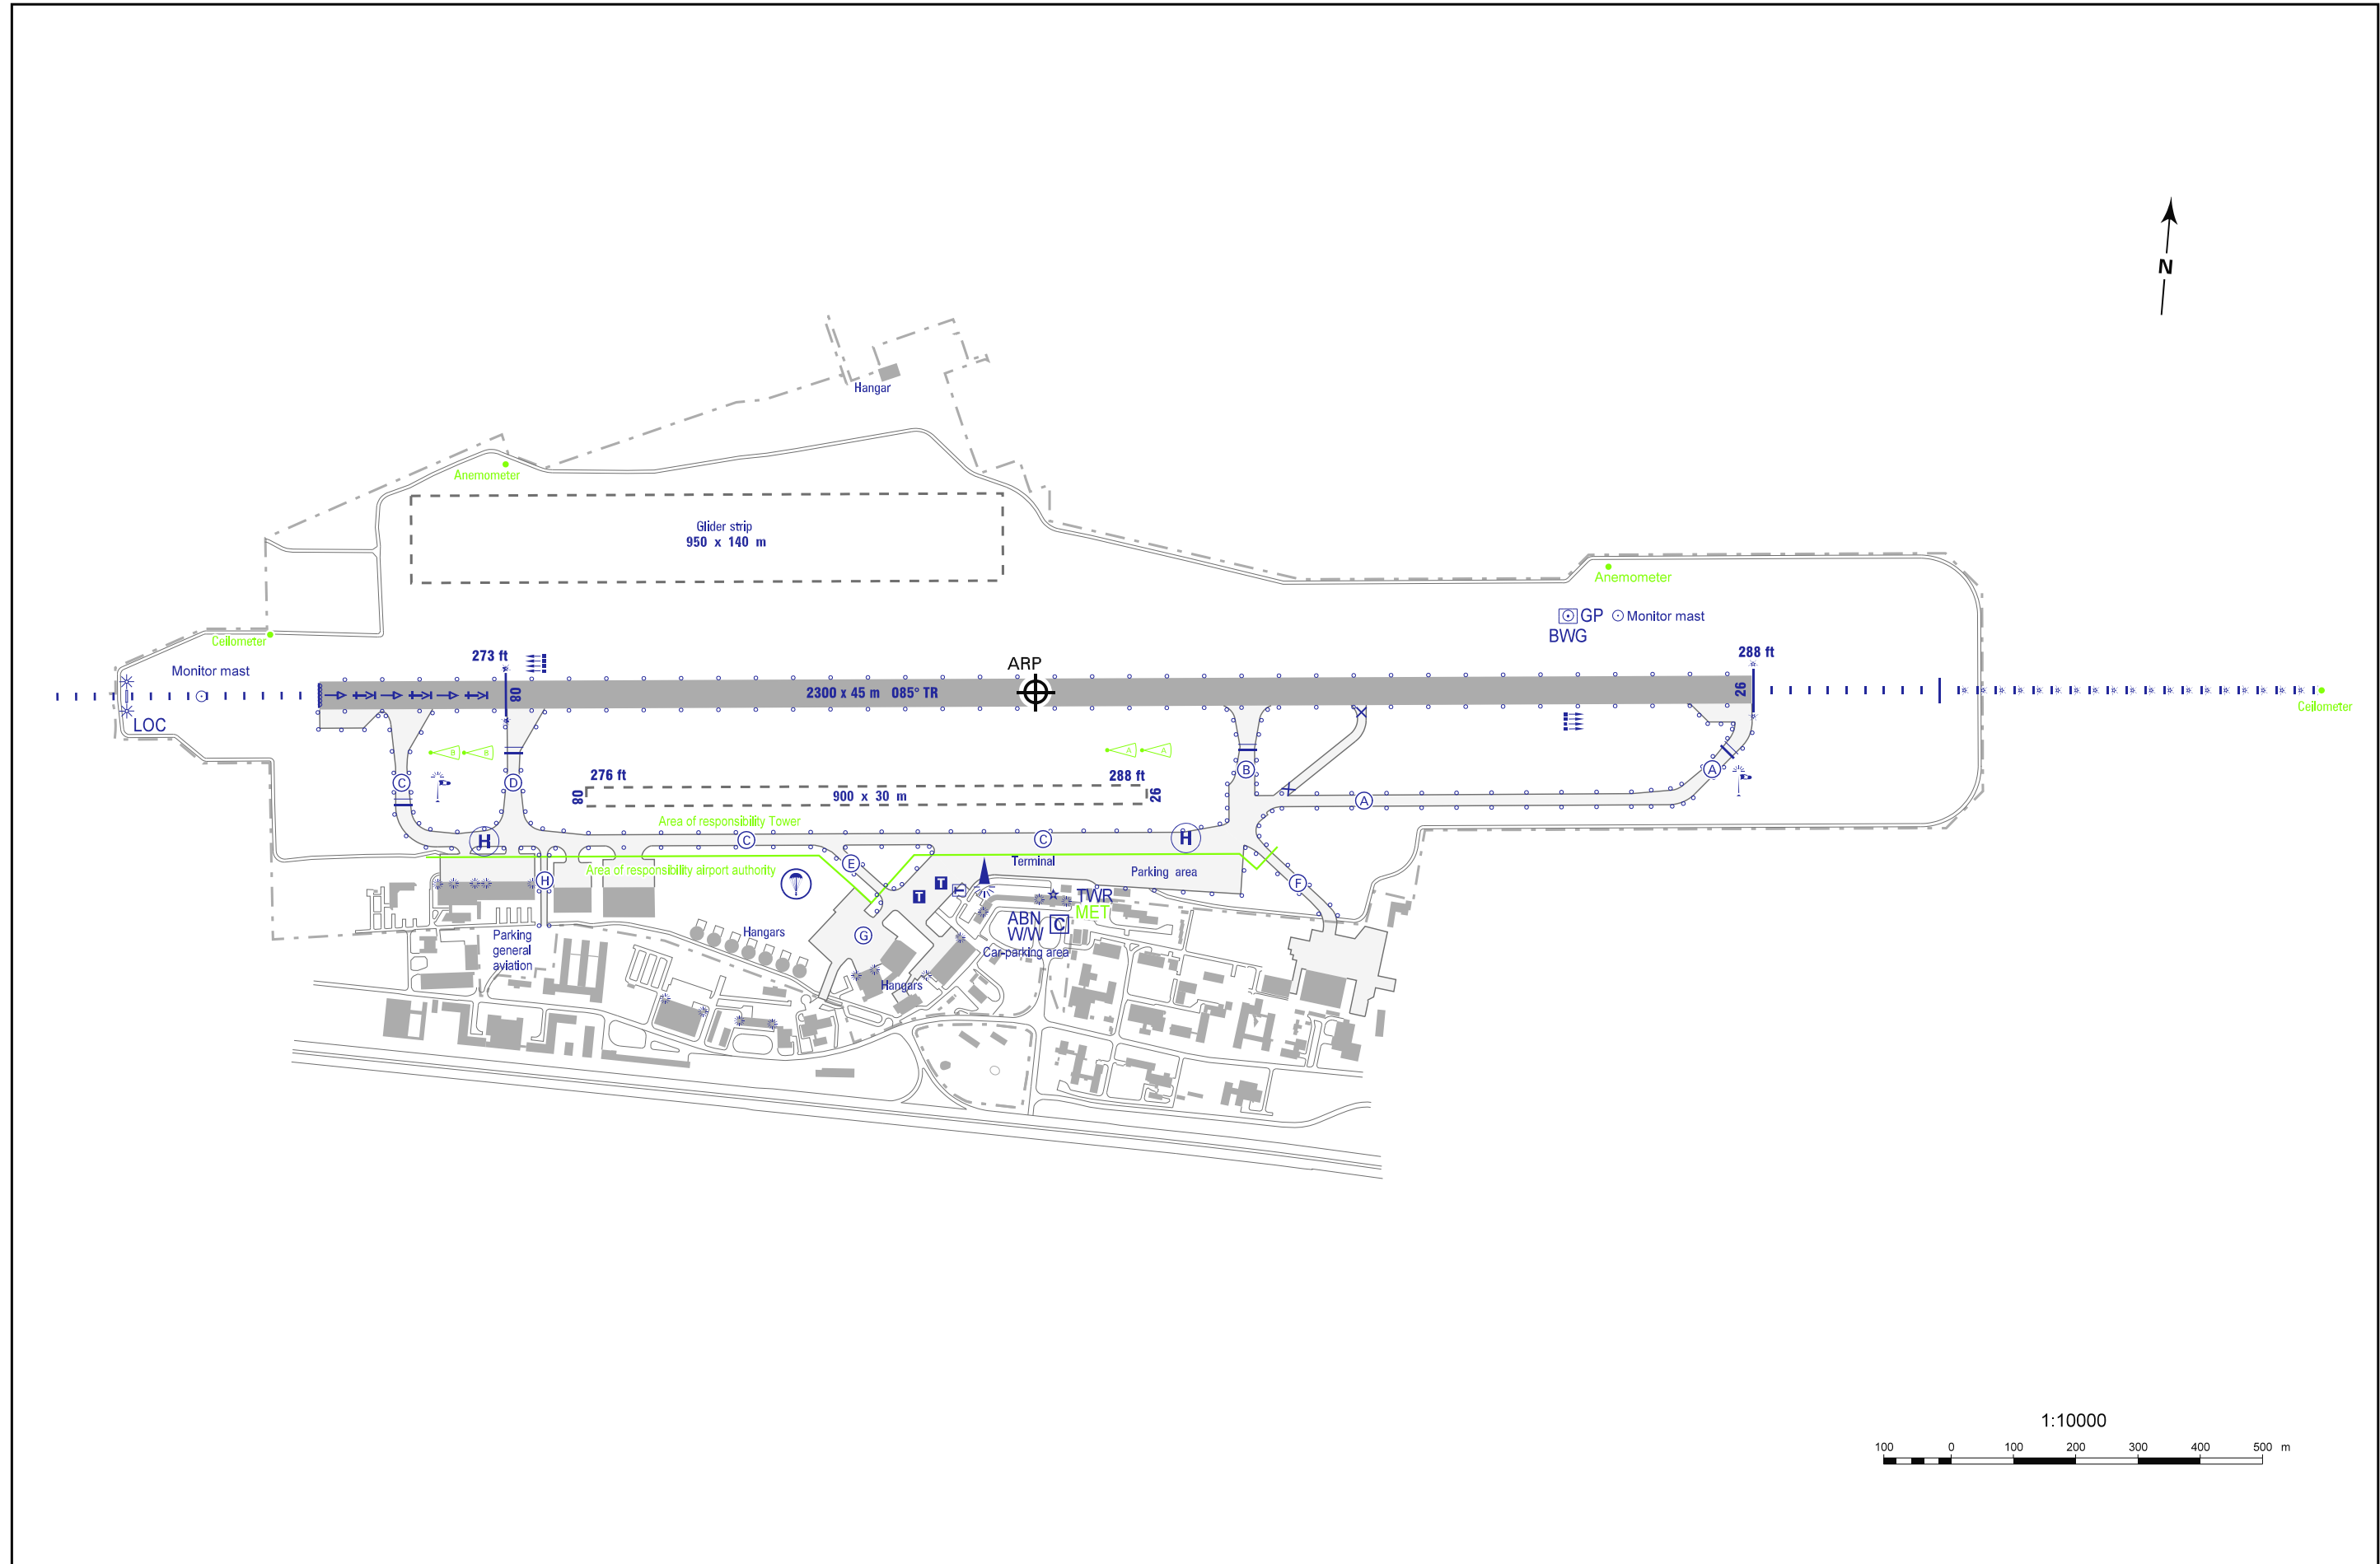 N
Hangar
Anemometer
Glider strip
950 x 140 m
Anemometer
GP
Monitor mast
BWG
Ceilometer
Monitor mast
273 ft
ARP
288 ft
08
2300 x 45 m 085° TR
26
LOC
Ceilometer
B
B
A
A
C
D
B
A
276 ft
288 ft
08
900 x 30 m
26
A
Area of responsibility Tower
H
C
C
H
Area of responsibility airport authority
E
Terminal
Parking area
H
F
T
T
T
TWR
MET
ABN
W/W
C
Car-parking area
Parking
general
aviation
Hangars
G
Hangars
1:10000
100 0 100 200 300 400 500 m